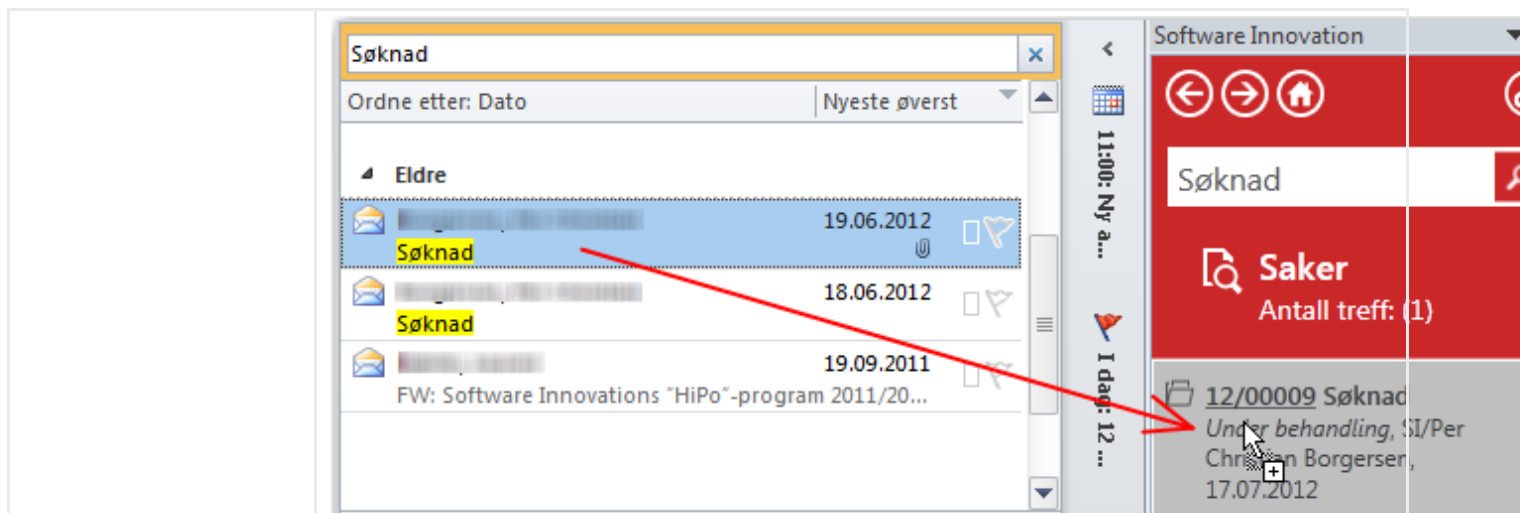 Søknad
Ordne etter: Dato
Nyeste øverst
Eldre
19.06.2012
Søknad
18.06.2012
Søknad
19.09.2011
FW: Software Innovations "HiPo"-program 2011/20...
11:00: Ny a...
I dag: 12 ...
Software Innovation
Søknad
Saker
Antall treff: (1)
12/00009 Søknad
Under behandling, SI/Per
Christian Borgersen,
17.07.2012